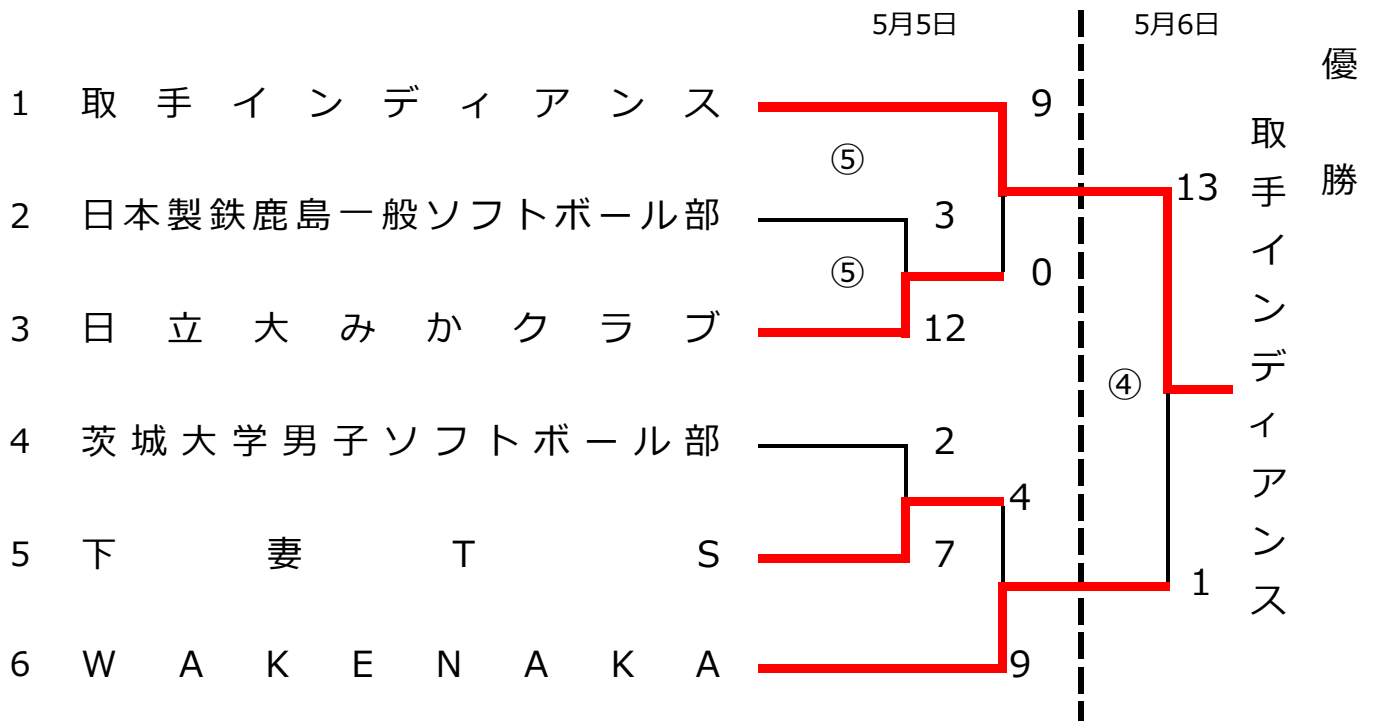 5月5日 5月6日
優勝
取手インディアンス
1 取手インディアンス 9
⑤
13
2 日本製鉄鹿島一般ソフトボール部 3
⑤ 0
3 日立大みかクラブ 12
④
4 茨城大学男子ソフトボール部 2
4
5 下妻TS 7
1
6 WAKENAKA 9